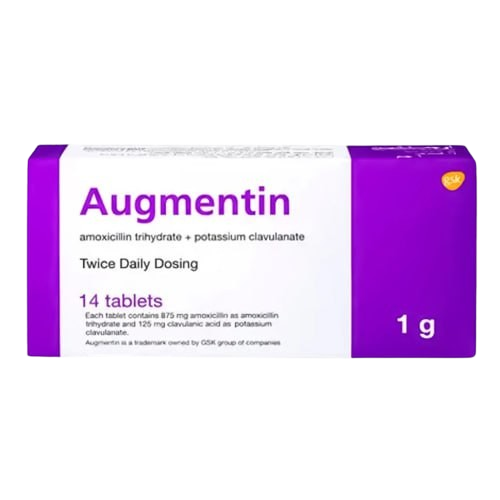 Augmentin
amoxicillin trihydrate + potassium clavulanate
Twice Daily Dosing
14 tablets
Each tablet contains 875 mg amoxicillin as amoxicillin
trihydrate and 125 mg clavulanic acid as potassium
clavulanate.
Augmentin is a trademark owned by GSK group of companies
GSK
1 g